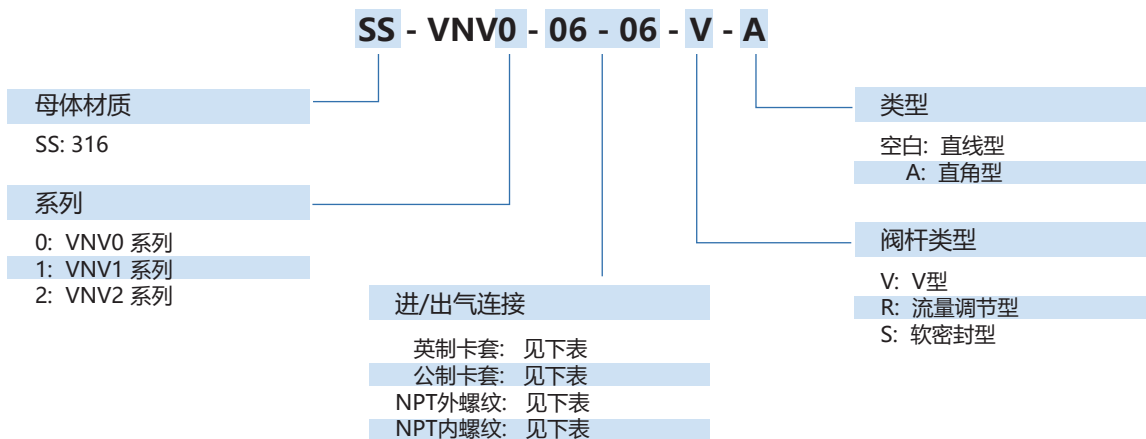 SS - VNV0 - 06 - 06 - V - A
母体材质
SS: 316
系列
0: VNV0 系列
1: VNV1 系列
2: VNV2 系列
进/出气连接
英制卡套: 见下表
公制卡套: 见下表
NPT外螺纹: 见下表
NPT内螺纹: 见下表
类型
空白: 直线型
A: 直角型
阀杆类型
V: V型
R: 流量调节型
S: 软密封型